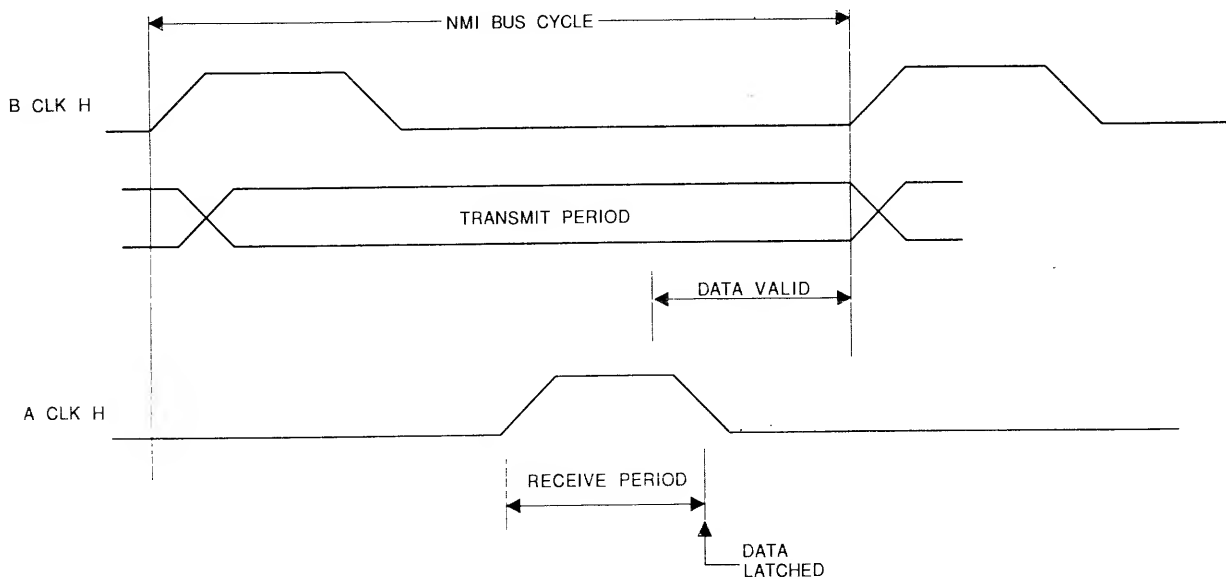 NMI BUS CYCLE
B CLK H
TRANSMIT PERIOD
DATA VALID
A CLK H
RECEIVE PERIOD
DATA
LATCHED